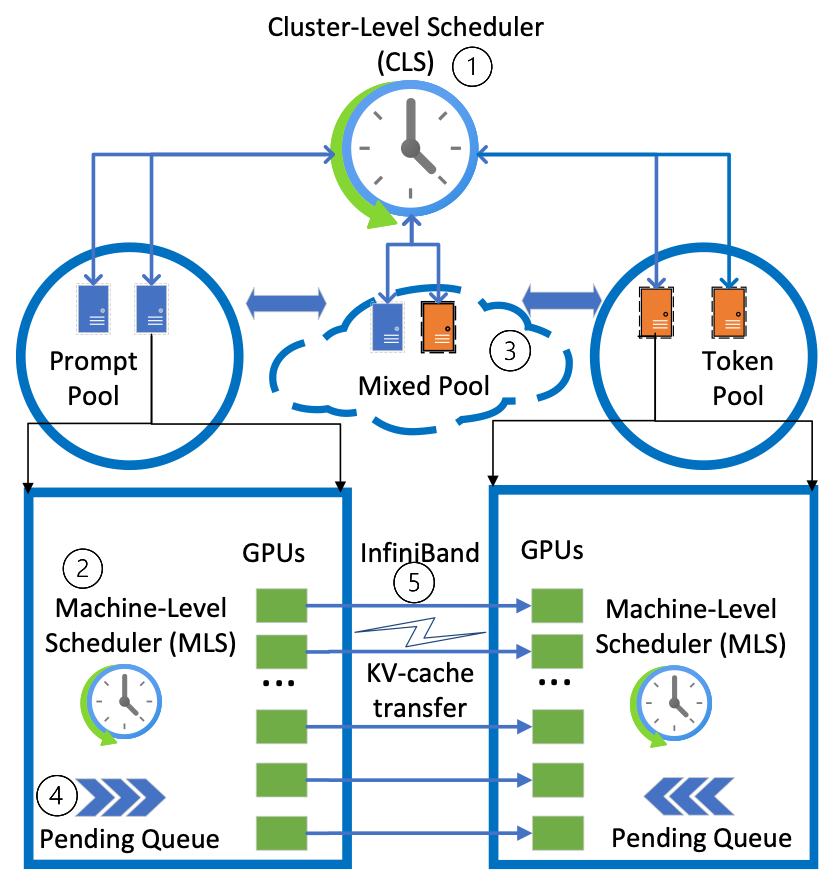 Cluster-Level Scheduler
(CLS)
1
Prompt
Pool
3
Mixed Pool
Token
Pool
2
GPUs
Machine-Level
Scheduler (MLS)
...
4
Pending Queue
InfiniBand
5
KV-cache
transfer
GPUs
Machine-Level
Scheduler (MLS)
...
Pending Queue